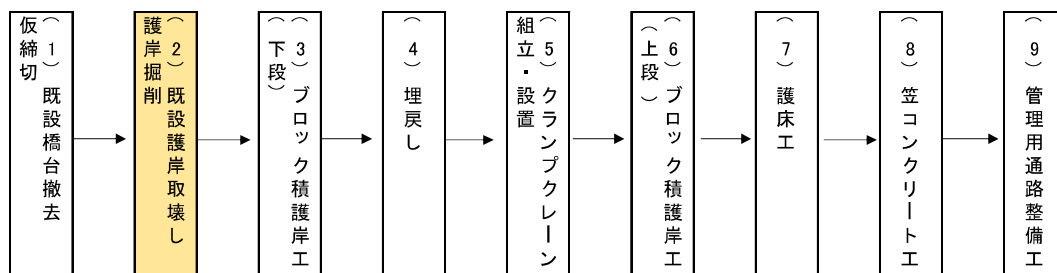 (1) 既設橋台撤去
仮締切
(2) 既設護岸取壊し
護岸掘削
(3) ブロック積護岸工
(下段)
(4) 埋戻し
(5) クランプクレーン
組立・設置
(6) ブロック積護岸工
(上段)
(7) 護床工
(8) 笠コンクリート工
(9) 管理用通路整備工